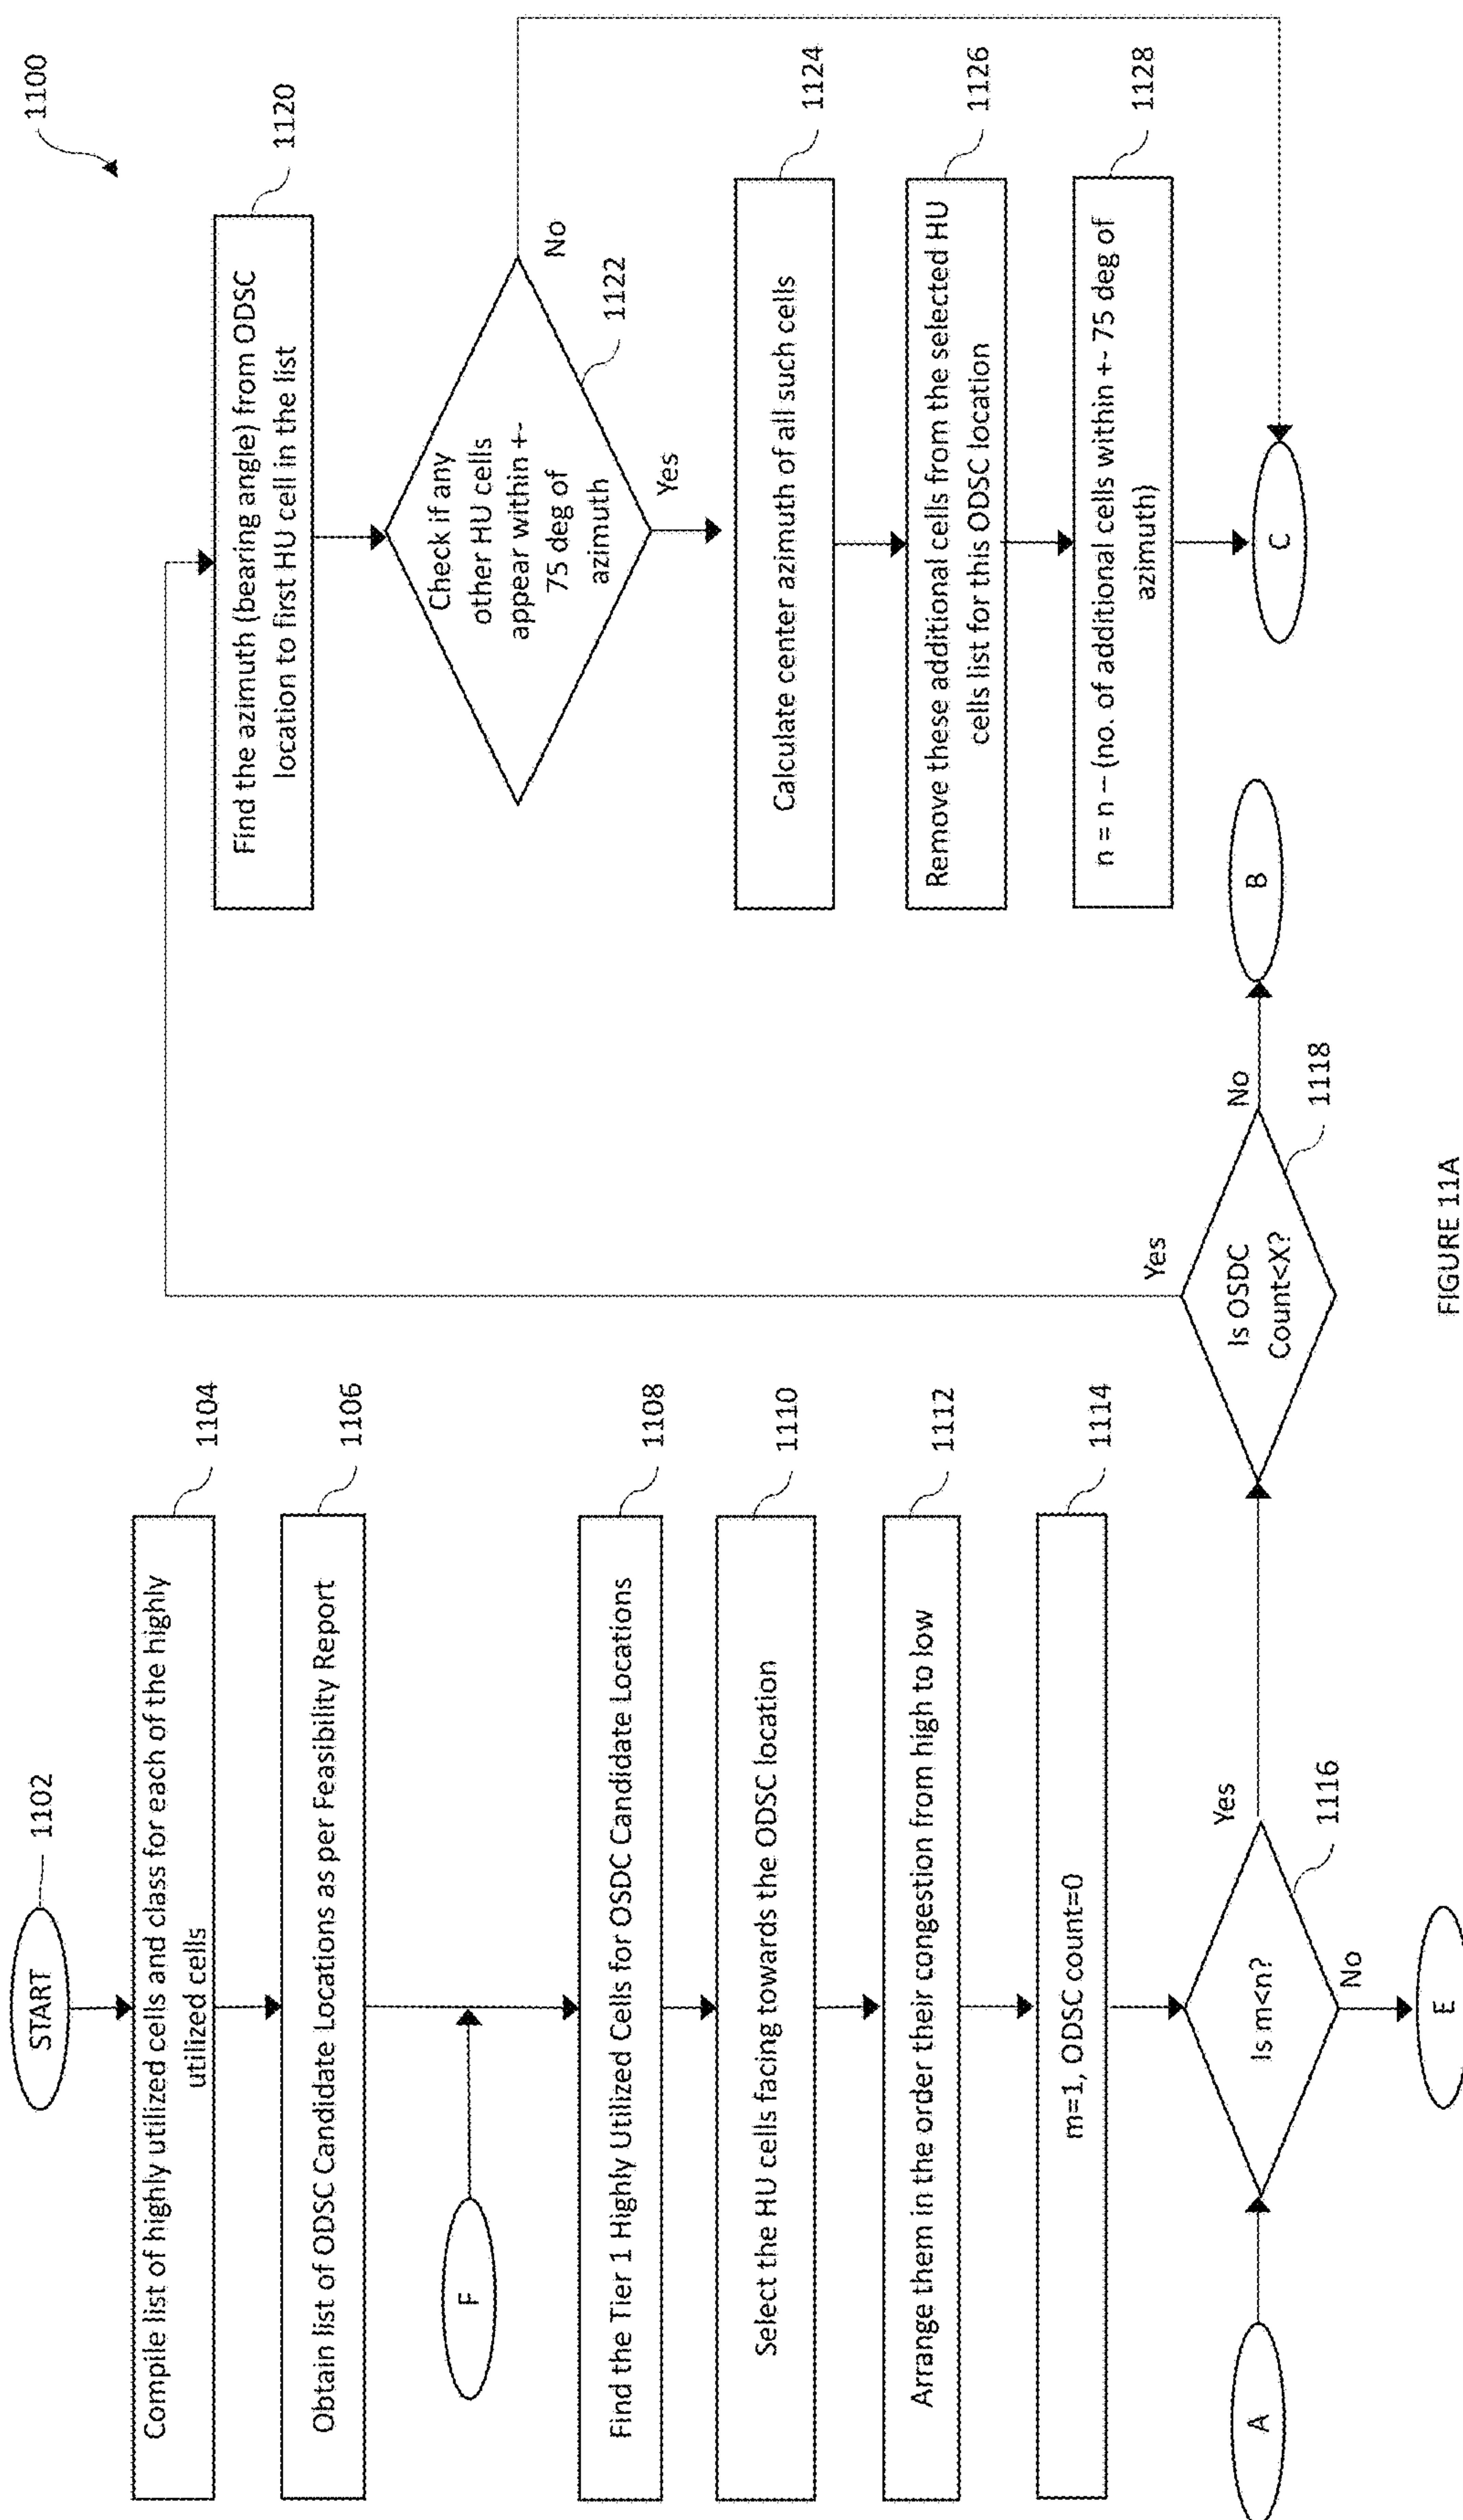 1100
START
1102
Compile list of highly utilized cells and class for each of the highly
utilized cells
1104
Obtain list of ODSC Candidate Locations as per Feasibility Report
1106
F
Find the Tier 1 Highly Utilized Cells for OSDC Candidate Locations
1108
Select the HU cells facing towards the ODSC location
1110
Arrange them in the order their congestion from high to low
1112
m=1, ODSC count=0
1114
A
Is m<n?
1116
Yes
No
E
Is OSDC
Count<X?
1118
Yes
No
B
Find the azimuth (bearing angle) from ODSC
location to first HU cell in the list
1120
Check if any
other HU cells
appear within +-
75 deg of
azimuth
1122
No
Yes
Calculate center azimuth of all such cells
1124
Remove these additional cells from the selected HU
cells list for this ODSC location
1126
n = n – (no. of additional cells within +- 75 deg of
azimuth)
1128
C
FIGURE 11A